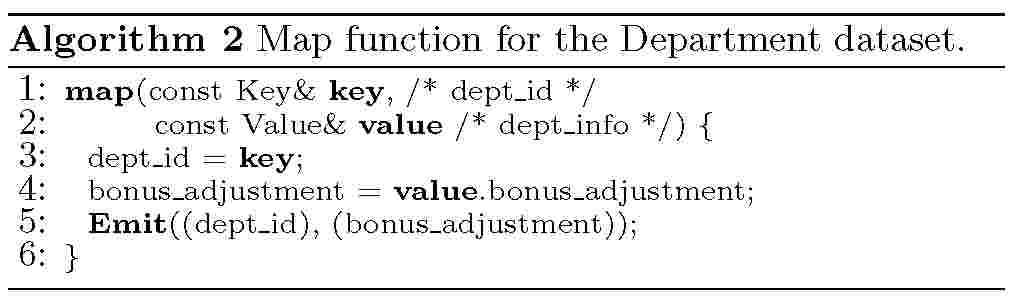 Algorithm 2 Map function for the Department dataset.
1: map(const Key& key, /* dept_id */
2: const Value& value /* dept_info */) {
3: dept_id = key;
4: bonus_adjustment = value.bonus_adjustment;
5: Emit((dept_id), (bonus_adjustment));
6: }